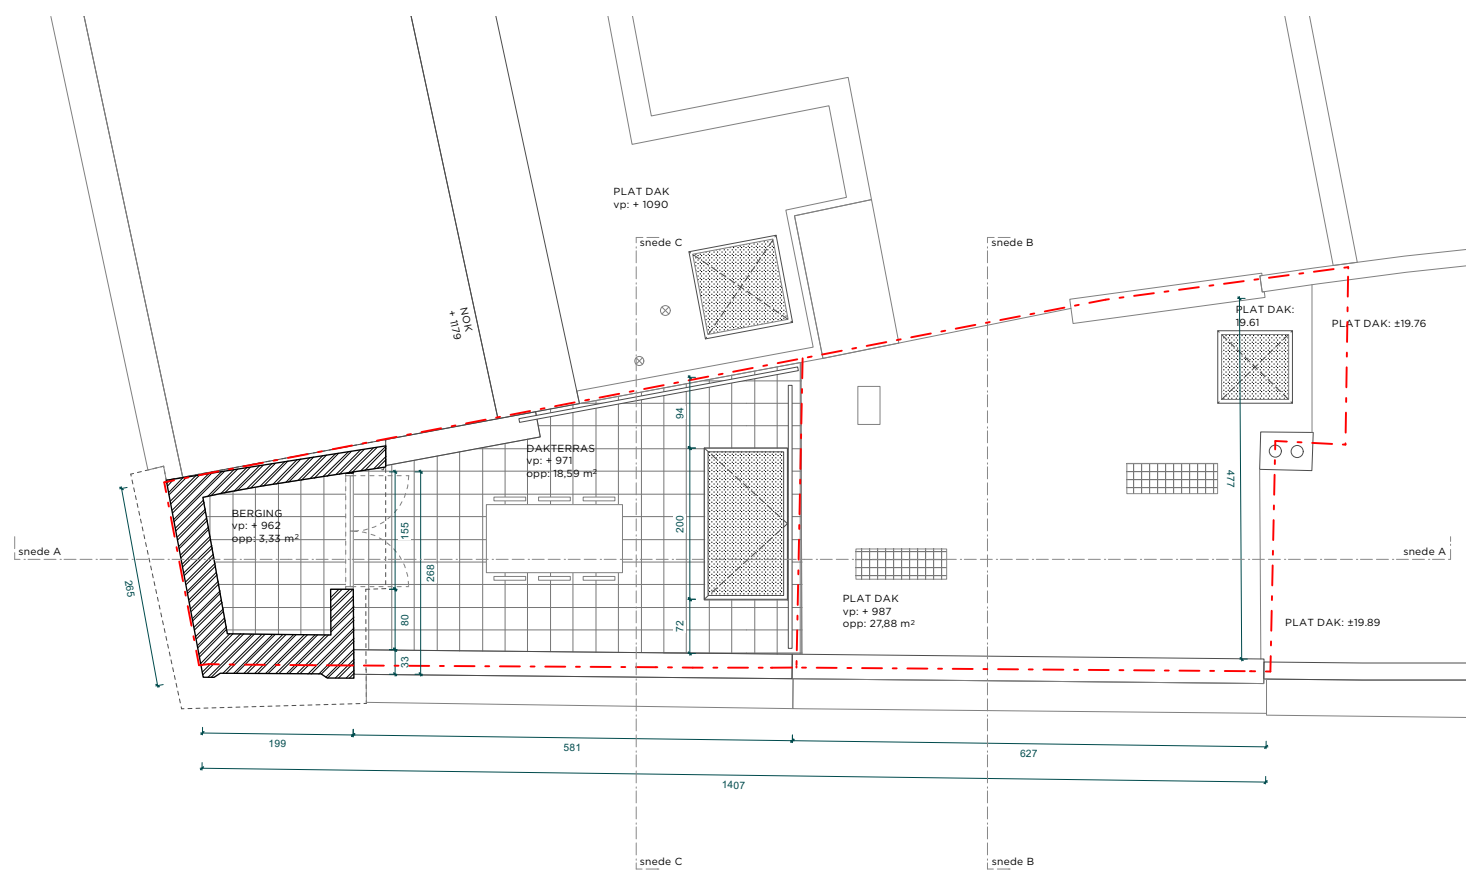 PLAT DAK
vp: + 1090
snede C
snede B
NOK
+ 1179
PLAT DAK:
19.61
PLAT DAK: ±19.76
94
DAKTERRAS
vp: + 971
opp: 18,59 m²
477
BERGING
vp: + 962
opp: 3,33 m²
155
200
snede A
snede A
268
265
PLAT DAK
vp: + 987
opp: 27,88 m²
80
72
PLAT DAK: ±19.89
33
199
581
627
1407
snede C
snede B